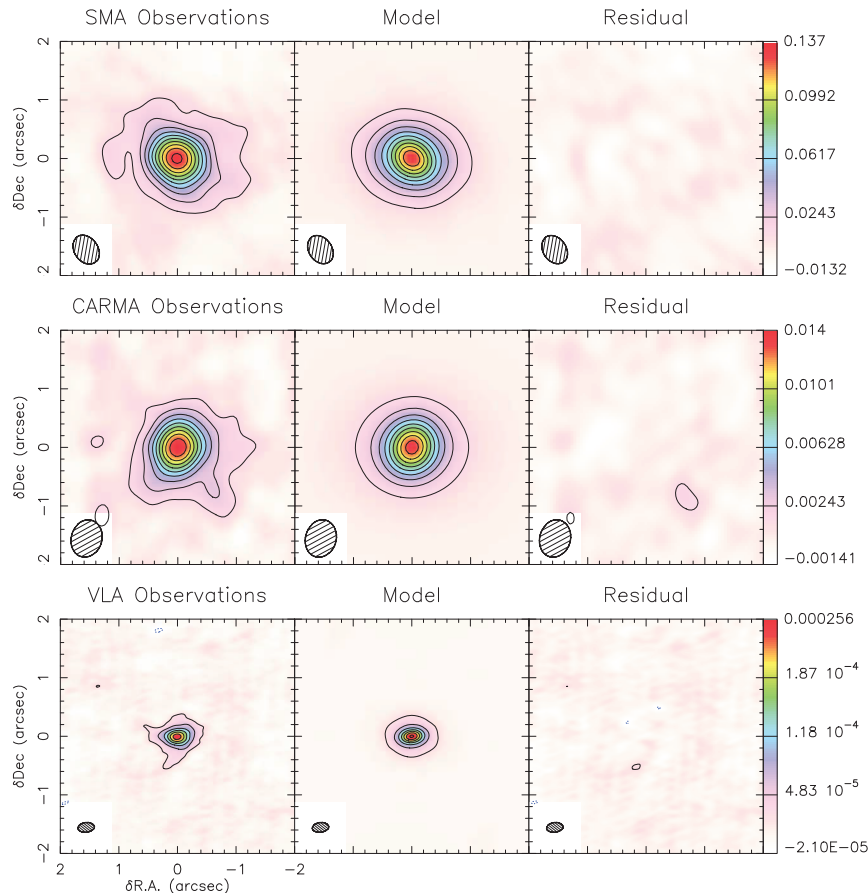 SMA Observations Model Residual
2 1 0 −1 2
δDec (arcsec)
0.137
0.0992
0.0617
0.0243
−0.0132
CARMA Observations Model Residual
2 1 0 −1 2
δDec (arcsec)
0.014
0.0101
0.00628
0.00243
−0.00141
VLA Observations Model Residual
2 1 0 −1 −2
δDec (arcsec)
0.000256
1.87 10⁻⁴
1.18 10⁻⁴
4.83 10⁻⁵
−2.10E−05
2 1 0 −1 −2
δR.A. (arcsec)